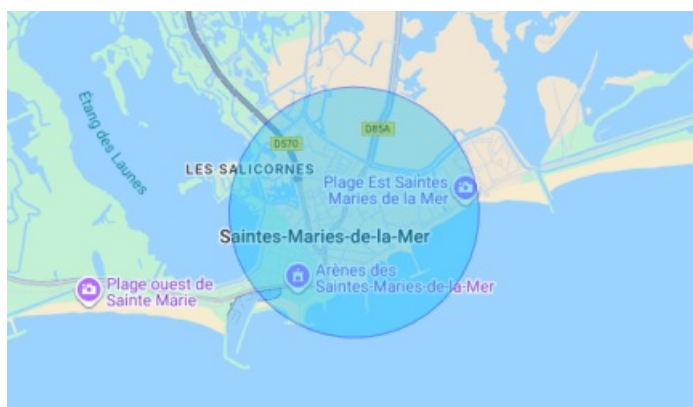 Étang des Launes
D85A
D570
LES SALICORNES
Plage Est Saintes
Maries de la Mer
Saintes-Maries-de-la-Mer
Arènes des
Saintes-Maries-de-la-Mer
Plage ouest de
Sainte Marie